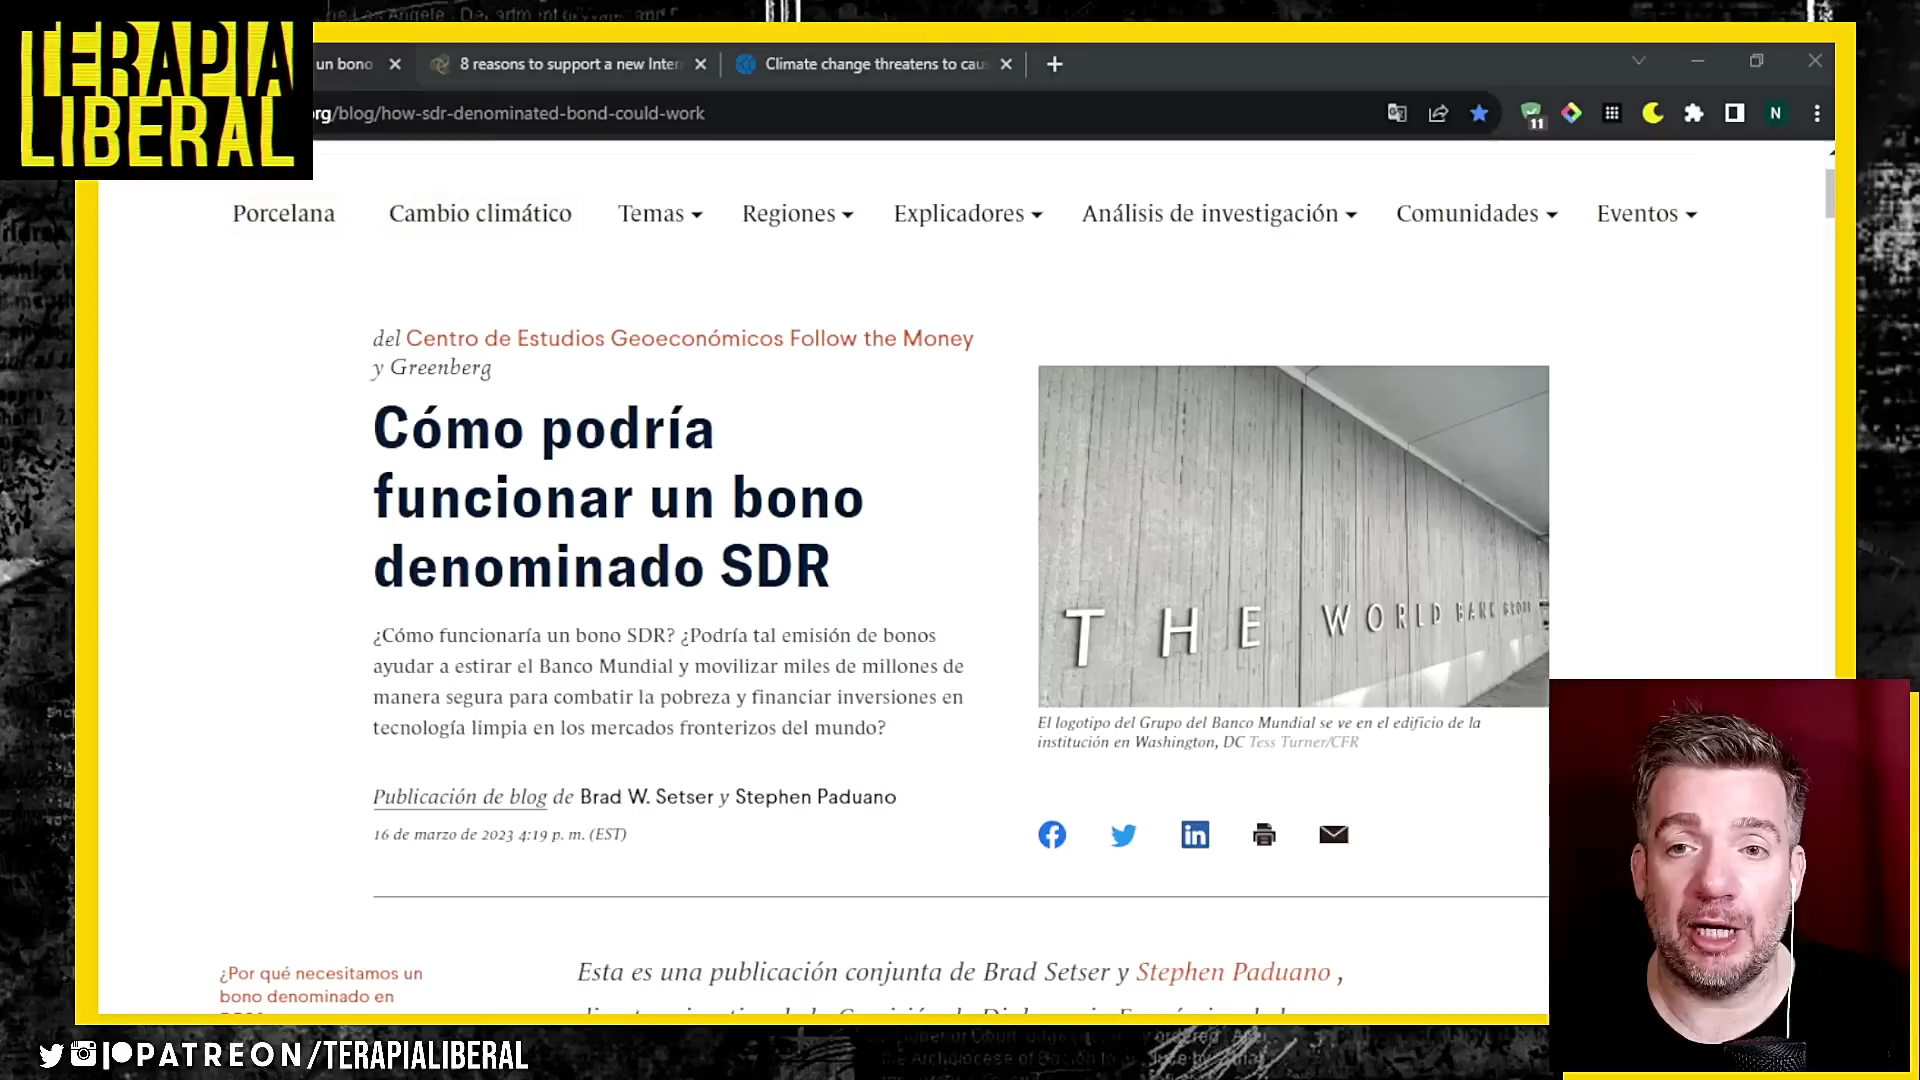 TERAPIA
LIBERAL
un bono
8 reasons to support a new Inter
Climate change threatens to cau
org/blog/how-sdr-denominated-bond-could-work
11
N
Porcelana
Cambio climático
Temas
Regiones
Explicadores
Análisis de investigación
Comunidades
Eventos
del Centro de Estudios Geoeconómicos Follow the Money
y Greenberg
Cómo podría
funcionar un bono
denominado SDR
¿Cómo funcionaría un bono SDR? ¿Podría tal emisión de bonos
ayudar a estirar el Banco Mundial y movilizar miles de millones de
manera segura para combatir la pobreza y financiar inversiones en
tecnología limpia en los mercados fronterizos del mundo?
Publicación de blog de Brad W. Setser y Stephen Paduano
16 de marzo de 2023 4:19 p. m. (EST)
THE WORLD BANK GROUP
El logotipo del Grupo del Banco Mundial se ve en el edificio de la
institución en Washington, DC Tess Turner/CFR
¿Por qué necesitamos un
bono denominado en
Esta es una publicación conjunta de Brad Setser y Stephen Paduano ,
PATREON/TERAPIALIBERAL